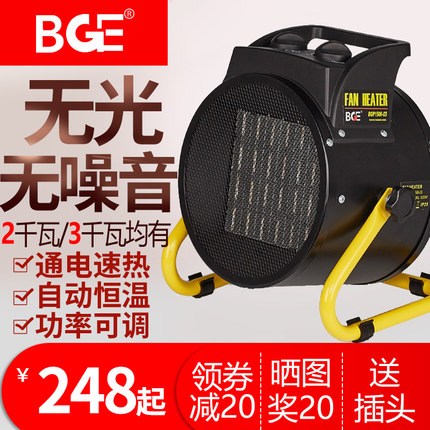 BGE®
无光
无噪音
2千瓦/3千瓦均有
通电速热
自动恒温
功率可调
FAN HEATER
BGE
¥248起
领券
减20
晒图
奖20
送
插头